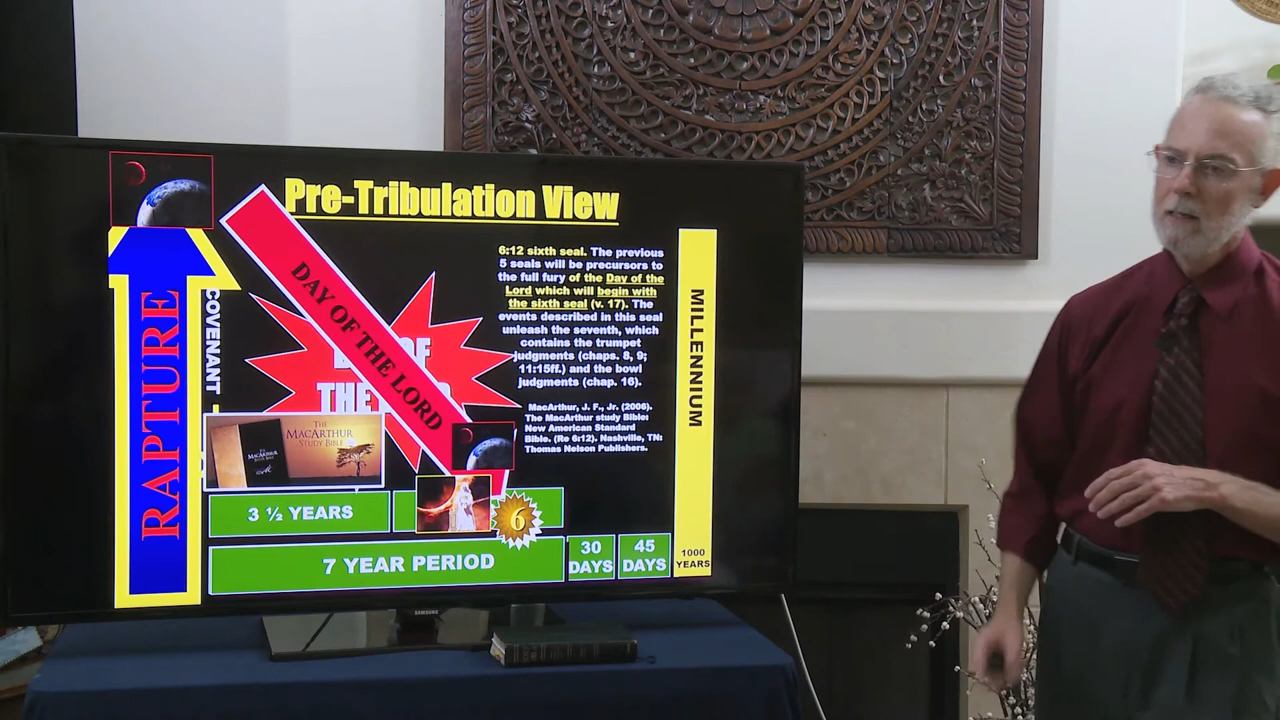 Pre-Tribulation View
RAPTURE
COVENANT
DAY OF THE LORD
OF
THE
6:12 sixth seal. The previous
5 seals will be precursors to
the full fury of the Day of the
Lord which will begin with
the sixth seal (v. 17). The
events described in this seal
unleash the seventh, which
contains the trumpet
judgments (chaps. 8, 9;
11:15ff.) and the bowl
judgments (chap. 16).
MacArthur, J. F., Jr. (2006).
The MacArthur study Bible:
New American Standard
Bible. (Re 6:12). Nashville, TN:
Thomas Nelson Publishers.
MILLENNIUM
1000
YEARS
THE
MACARTHUR
STUDY BIBLE
3 ½ YEARS
6
7 YEAR PERIOD
30
DAYS
45
DAYS
SAMSUNG